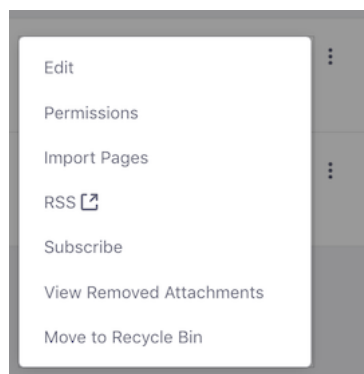 Edit
Permissions
Import Pages
RSS
Subscribe
View Removed Attachments
Move to Recycle Bin